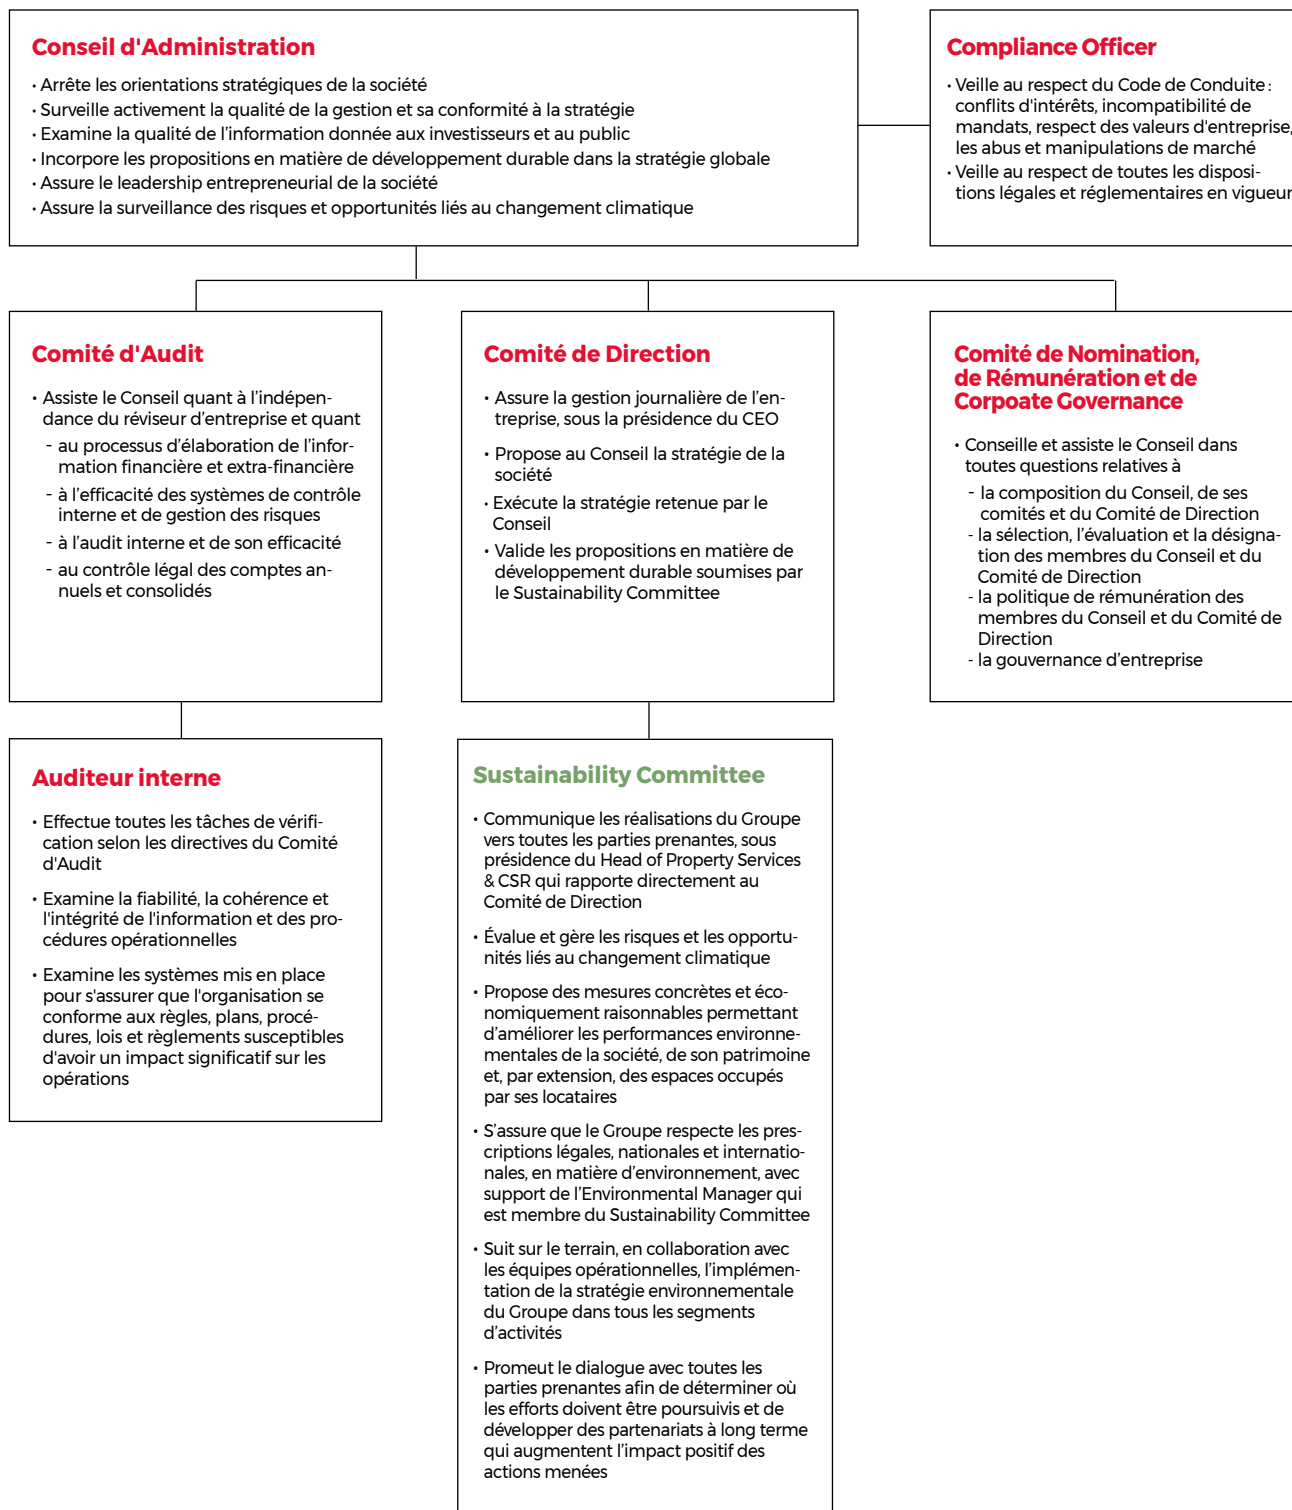 Conseil d'Administration
• Arrête les orientations stratégiques de la société
• Surveille activement la qualité de la gestion et sa conformité à la stratégie
• Examine la qualité de l’information donnée aux investisseurs et au public
• Incorpore les propositions en matière de développement durable dans la stratégie globale
• Assure le leadership entrepreneurial de la société
• Assure la surveillance des risques et opportunités liés au changement climatique
Compliance Officer
• Veille au respect du Code de Conduite :
conflits d'intérêts, incompatibilité de
mandats, respect des valeurs d'entreprise,
les abus et manipulations de marché
• Veille au respect de toutes les disposi-
tions légales et réglementaires en vigueur
Comité d'Audit
• Assiste le Conseil quant à l’indépen-
dance du réviseur d’entreprise et quant
- au processus d’élaboration de l’infor-
mation financière et extra-financière
- à l’efficacité des systèmes de contrôle
interne et de gestion des risques
- à l’audit interne et de son efficacité
- au contrôle légal des comptes an-
nuels et consolidés
Comité de Direction
• Assure la gestion journalière de l’en-
treprise, sous la présidence du CEO
• Propose au Conseil la stratégie de la
société
• Exécute la stratégie retenue par le
Conseil
• Valide les propositions en matière de
développement durable soumises par
le Sustainability Committee
Comité de Nomination,
de Rémunération et de
Corpoate Governance
• Conseille et assiste le Conseil dans
toutes questions relatives à
- la composition du Conseil, de ses
comités et du Comité de Direction
- la sélection, l’évaluation et la désigna-
tion des membres du Conseil et du
Comité de Direction
- la politique de rémunération des
membres du Conseil et du Comité de
Direction
- la gouvernance d’entreprise
Auditeur interne
• Effectue toutes les tâches de vérifi-
cation selon les directives du Comité
d'Audit
• Examine la fiabilité, la cohérence et
l'intégrité de l'information et des pro-
cédures opérationnelles
• Examine les systèmes mis en place
pour s'assurer que l'organisation se
conforme aux règles, plans, procé-
dures, lois et règlements susceptibles
d'avoir un impact significatif sur les
opérations
Sustainability Committee
• Communique les réalisations du Groupe
vers toutes les parties prenantes, sous
présidence du Head of Property Services
& CSR qui rapporte directement au
Comité de Direction
• Évalue et gère les risques et les opportu-
nités liés au changement climatique
• Propose des mesures concrètes et éco-
nomiquement raisonnables permettant
d’améliorer les performances environne-
mentales de la société, de son patrimoine
et, par extension, des espaces occupés
par ses locataires
• S’assure que le Groupe respecte les pres-
criptions légales, nationales et internatio-
nales, en matière d’environnement, avec
support de l’Environmental Manager qui
est membre du Sustainability Committee
• Suit sur le terrain, en collaboration avec
les équipes opérationnelles, l’implémen-
tation de la stratégie environnementale
du Groupe dans tous les segments
d’activités
• Promeut le dialogue avec toutes les
parties prenantes afin de déterminer où
les efforts doivent être poursuivis et de
développer des partenariats à long terme
qui augmentent l’impact positif des
actions menées